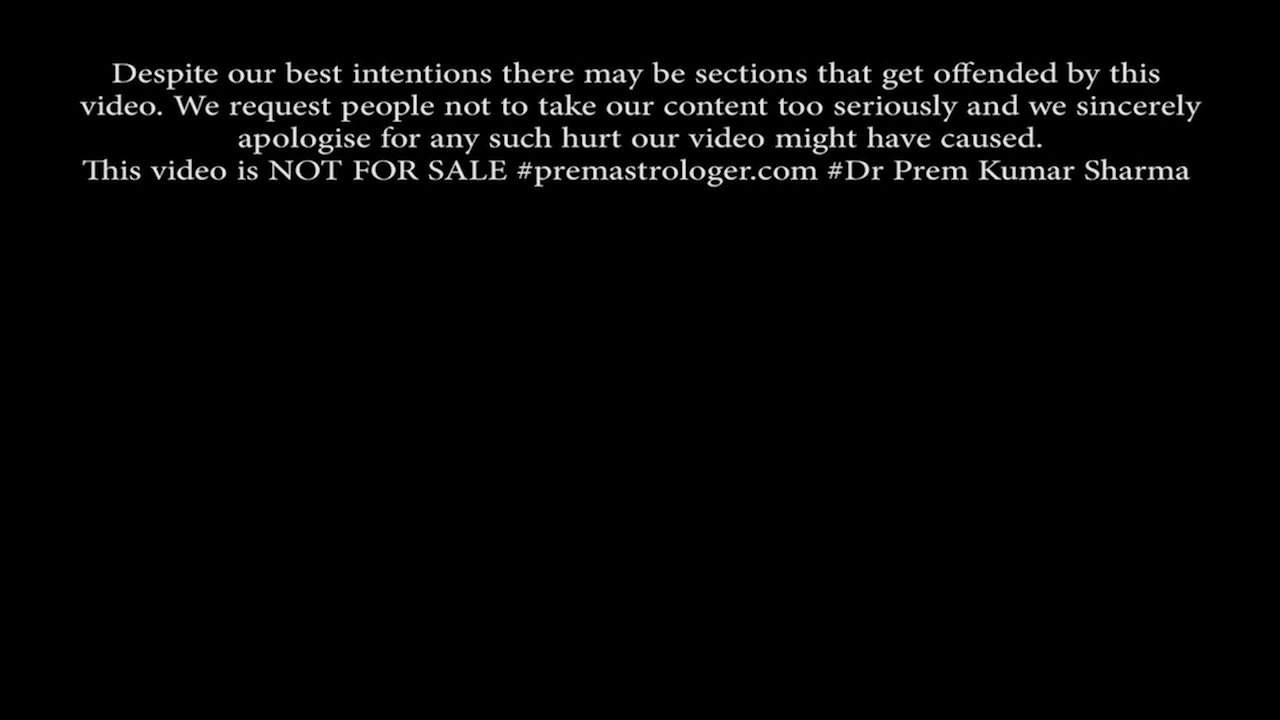 Despite our best intentions there may be sections that get offended by this
video. We request people not to take our content too seriously and we sincerely
apologise for any such hurt our video might have caused.
This video is NOT FOR SALE #premastrologer.com #Dr Prem Kumar Sharma